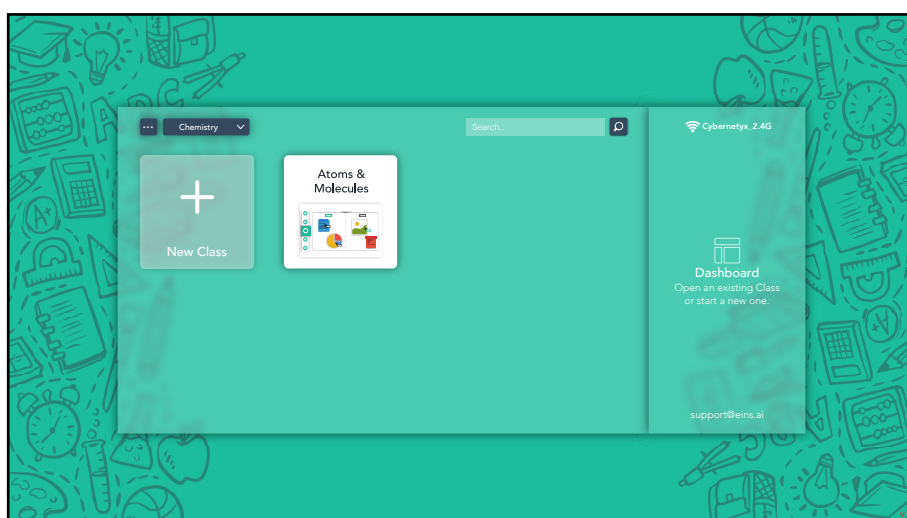 Chemistry
Search..
Cybernetyx_2.4G
Atoms &
Molecules
New Class
Dashboard
Open an existing Class
or start a new one.
support@eins.ai